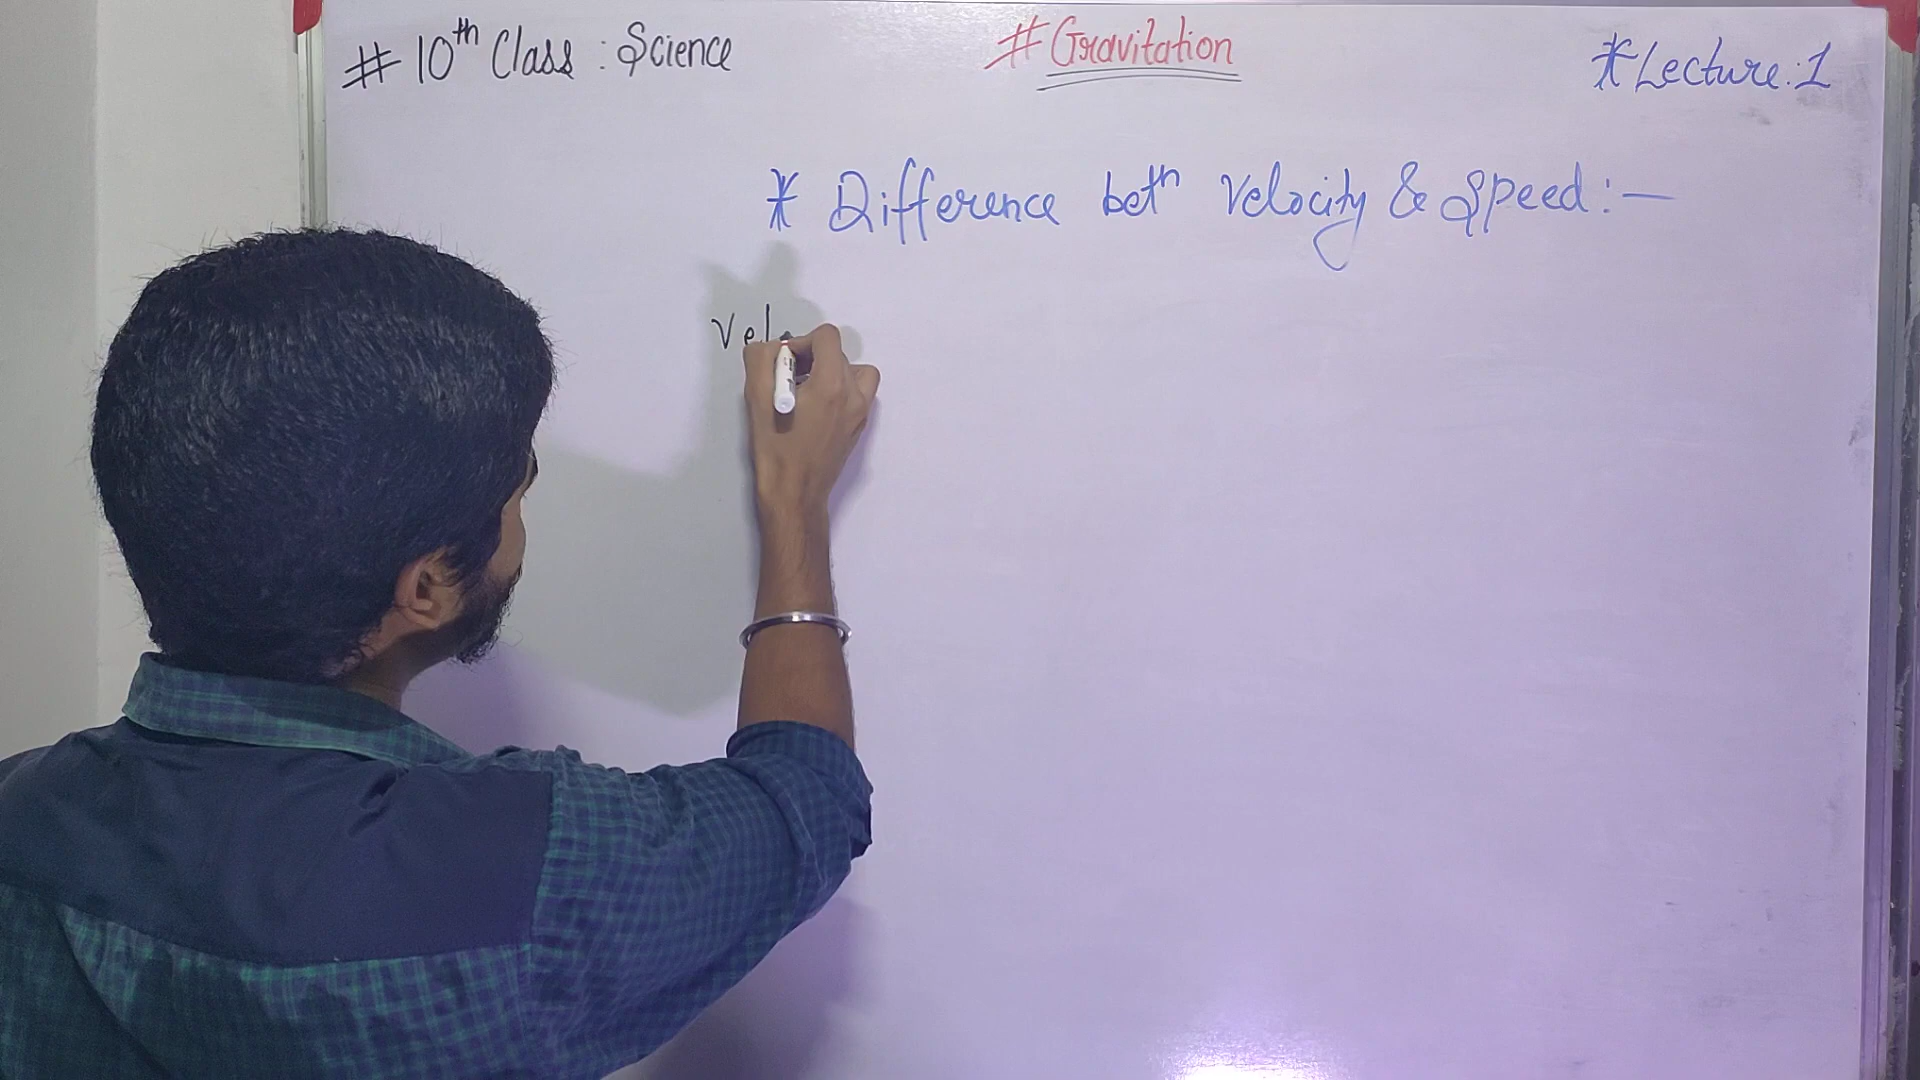 # 10th Class : Science
# Gravitation
* Lecture : 1
* Difference betn Velocity & Speed :-
Vel